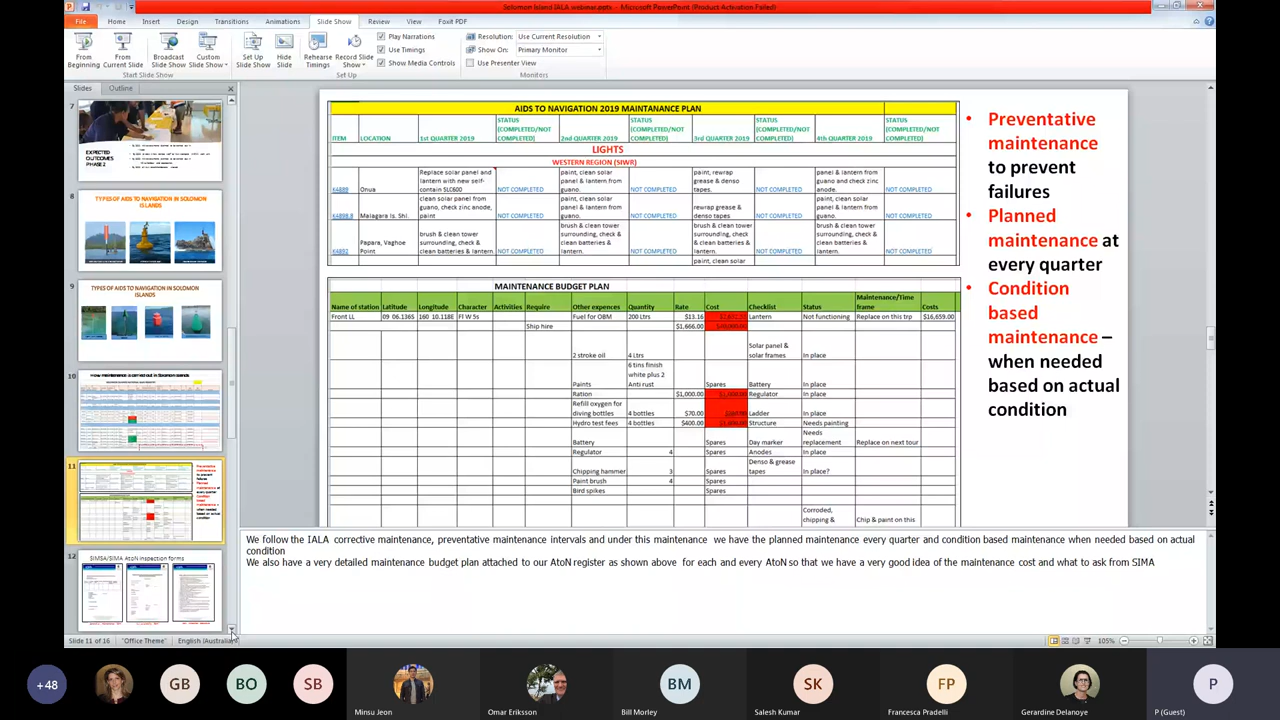 Solomon Island IALA webinar.pptx - Microsoft PowerPoint (Product Activation Failed)
File Home Insert Design Transitions Animations Slide Show Review View Foxit PDF
From Beginning
From Current Slide
Broadcast Slide Show
Custom Slide Show
Set Up Slide Show
Hide Slide
Rehearse Timings
Record Slide Show
Play Narrations
Use Timings
Show Media Controls
Resolution: Use Current Resolution
Show On: Primary Monitor
Use Presenter View
Start Slide Show Set Up Monitors
Slides Outline
7
EXPECTED OUTCOMES PHASE 2
8
TYPES OF AIDS TO NAVIGATION IN SOLOMON ISLANDS
9
TYPES OF AIDS TO NAVIGATION IN SOLOMON ISLANDS
10
How maintenance is carried out in Solomon Islands
11
12
SIMSA/SIMA AtoN Inspection forms
AIDS TO NAVIGATION 2019 MAINTANANCE PLAN
ITEM LOCATION 1st QUARTER 2019 STATUS (COMPLETED/NOT COMPLETED) 2nd QUARTER 2019 STATUS (COMPLETED/NOT COMPLETED) 3rd QUARTER 2019 STATUS (COMPLETED/NOT COMPLETED) 4th QUARTER 2019 STATUS (COMPLETED/NOT COMPLETED)
LIGHTS
WESTERN REGION (SIWR)
K4889 Onua Replace solar panel and lantern with new self-contain SLC600 NOT COMPLETED paint, clean solar panel & lantern from guano. NOT COMPLETED paint, rewrap grease & denso tapes. NOT COMPLETED panel & lantern from guano and check zinc anode. NOT COMPLETED
K4898.8 Malagara Is. Shl. clean solar panel from guano, check zinc anode, paint NOT COMPLETED paint, clean solar panel & lantern from guano. NOT COMPLETED rewrap grease & denso tapes. NOT COMPLETED paint, clean solar panel & lantern from guano. NOT COMPLETED
K4892 Papara, Vaghoe Point brush & clean tower surrounding, check & clean batteries & lantern. NOT COMPLETED brush & clean tower surrounding, check & clean batteries & lantern. NOT COMPLETED brush & clean tower surrounding, check & clean batteries & lantern. NOT COMPLETED brush & clean tower surrounding, check & clean batteries & lantern. NOT COMPLETED
paint, clean solar
MAINTENANCE BUDGET PLAN
Name of station Latitude Longitude Character Activities Require Other expences Quantity Rate Cost Checklist Status Maintenance/Time frame Costs
Front LL 09 06.136S 160 10.118E Fl W 5s Fuel for OBM 200 Ltrs $13.16 Lantern Not functioning Replace on this trp $16,659.00
Ship hire $1,666.00
2 stroke oil 4 Ltrs Solar panel & solar frames In place
Paints 6 tins finish white plus 2 Anti rust Spares Battery In place
Ration $1,000.00 Regulator In place
Refill oxygen for diving bottles 4 bottles $70.00 Ladder In place
Hydro test fees 4 bottles $400.00 Structure Needs painting
Battery Spares Day marker Needs replacement Replace on next tour
Regulator 4 Spares Anodes In place
Chipping hammer 3 Spares Denso & grease tapes In place?
Paint brush 4 Spares
Bird spikes Spares
Corroded, chipping & Chip & paint on this
• Preventative maintenance to prevent failures
• Planned maintenance at every quarter
• Condition based maintenance – when needed based on actual condition
We follow the IALA corrective maintenance, preventative maintenance intervals and under this maintenance we have the planned maintenance every quarter and condition based maintenance when needed based on actual
condition
We also have a very detailed maintenance budget plan attached to our AtoN register as shown above for each and every AtoN so that we have a very good idea of the maintenance cost and what to ask from SIMA
Slide 11 of 16 "Office Theme" English (Australian) 105%
+48 GB BO SB BM SK FP P
Minsu Jeon Omar Eriksson Bill Morley Salesh Kumar Francesca Pradelli Gerardine Delanoye P (Guest)